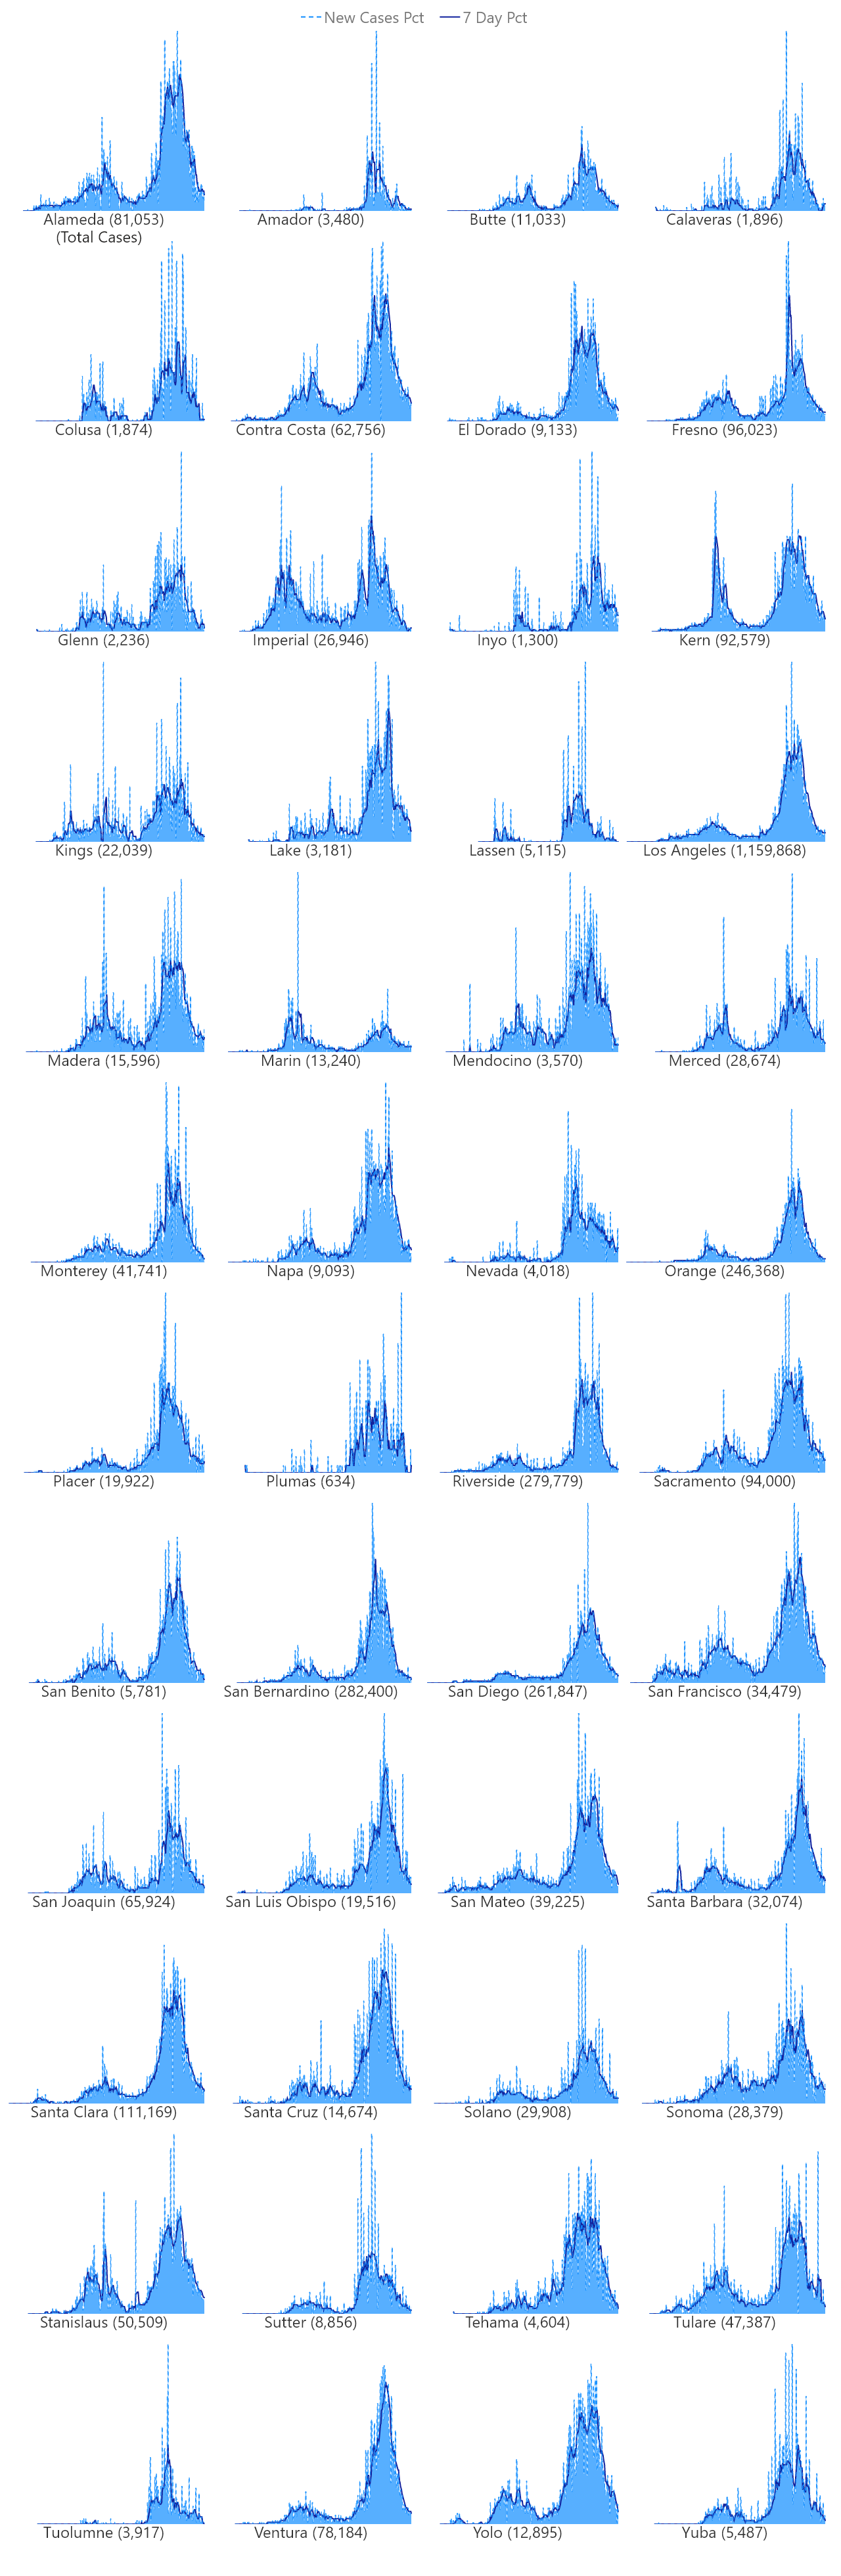 New Cases Pct 7 Day Pct
Alameda (81,053) Amador (3,480) Butte (11,033) Calaveras (1,896)
(Total Cases)
Colusa (1,874) Contra Costa (62,756) El Dorado (9,133) Fresno (96,023)
Glenn (2,236) Imperial (26,946) Inyo (1,300) Kern (92,579)
Kings (22,039) Lake (3,181) Lassen (5,115) Los Angeles (1,159,868)
Madera (15,596) Marin (13,240) Mendocino (3,570) Merced (28,674)
Monterey (41,741) Napa (9,093) Nevada (4,018) Orange (246,368)
Placer (19,922) Plumas (634) Riverside (279,779) Sacramento (94,000)
San Benito (5,781) San Bernardino (282,400) San Diego (261,847) San Francisco (34,479)
San Joaquin (65,924) San Luis Obispo (19,516) San Mateo (39,225) Santa Barbara (32,074)
Santa Clara (111,169) Santa Cruz (14,674) Solano (29,908) Sonoma (28,379)
Stanislaus (50,509) Sutter (8,856) Tehama (4,604) Tulare (47,387)
Tuolumne (3,917) Ventura (78,184) Yolo (12,895) Yuba (5,487)